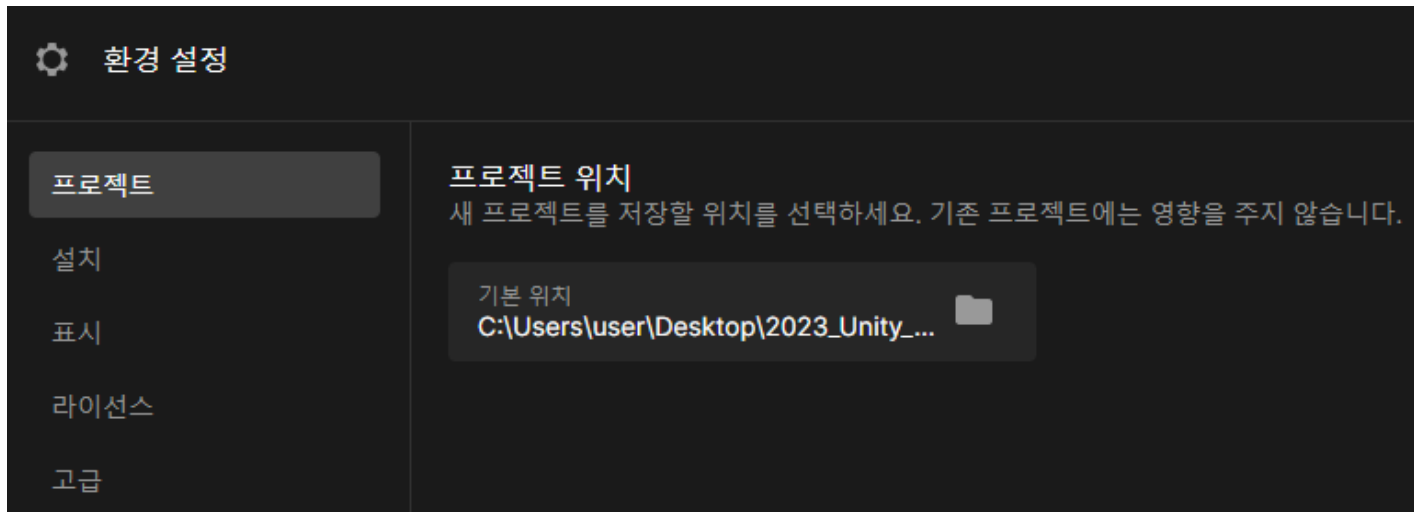 환경 설정
프로젝트
설치
표시
라이선스
고급
프로젝트 위치
새 프로젝트를 저장할 위치를 선택하세요. 기존 프로젝트에는 영향을 주지 않습니다.
기본 위치
C:\Users\user\Desktop\2023_Unity_...